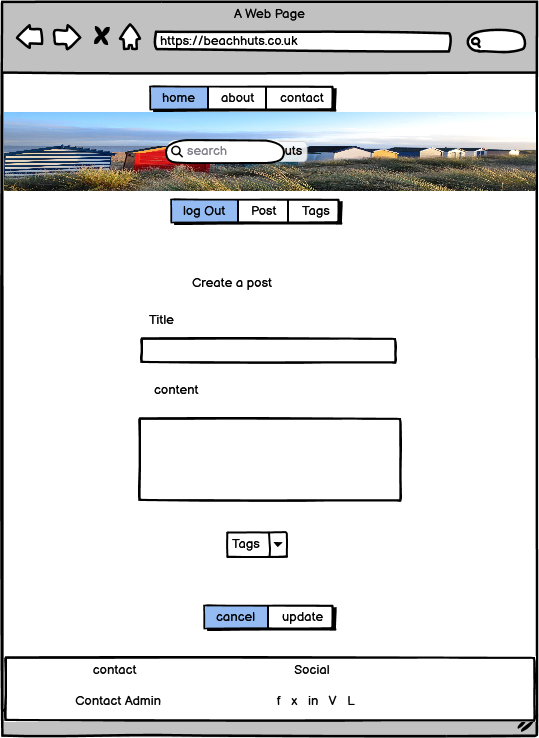 A Web Page
https://beachhuts.co.uk
home about contact
search uts
log Out Post Tags
Create a post
Title
content
Tags
cancel update
contact Social
Contact Admin f x in V L